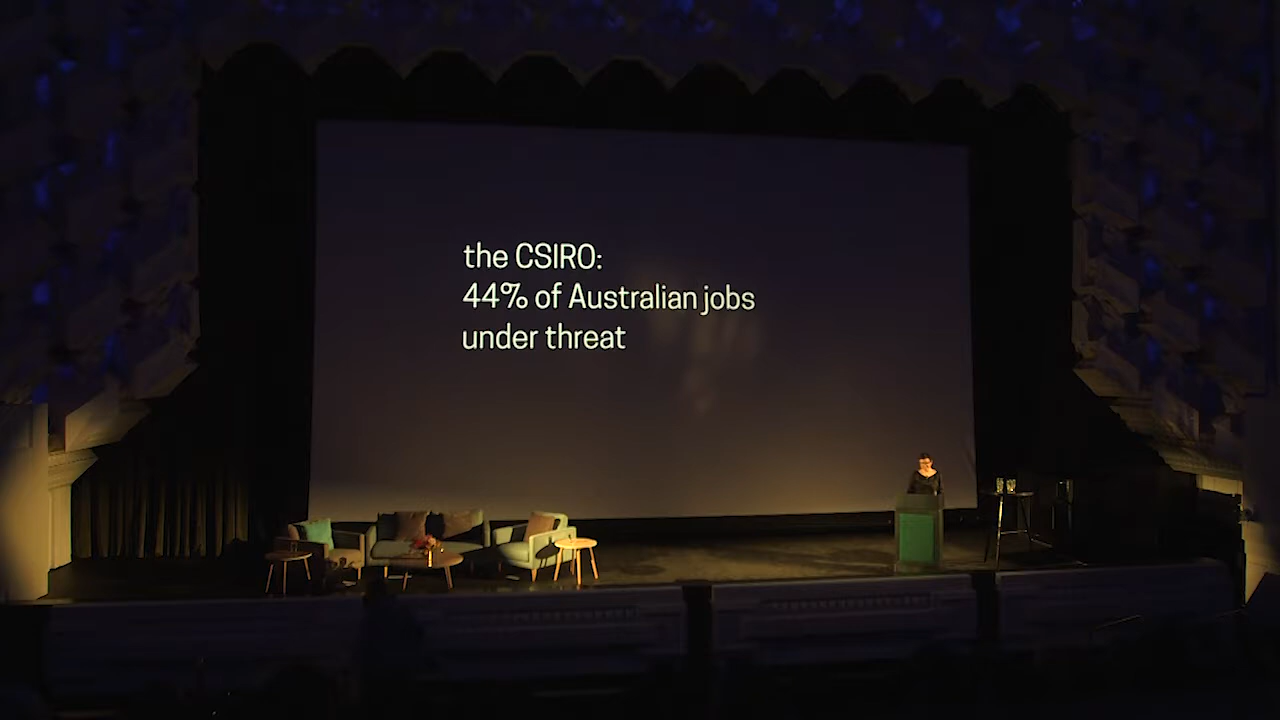 the CSIRO:
44% of Australian jobs
under threat